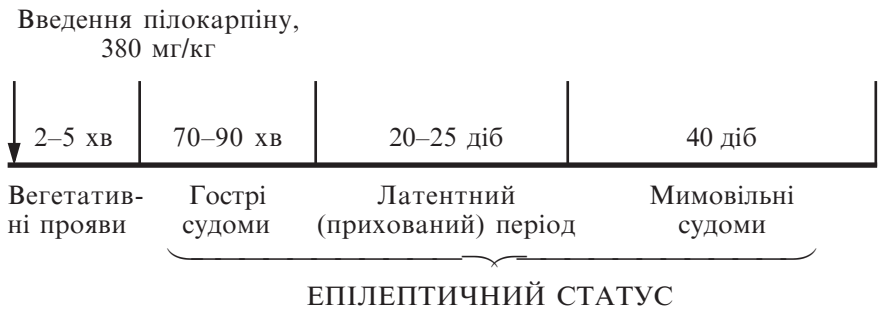 Введення пілокарпіну,
380 мг/кг
2–5 хв 70–90 хв 20–25 діб 40 діб
Вегетатив- Гострі Латентний Мимовільні
ні прояви судоми (прихований) період судоми
ЕПІЛЕПТИЧНИЙ СТАТУС